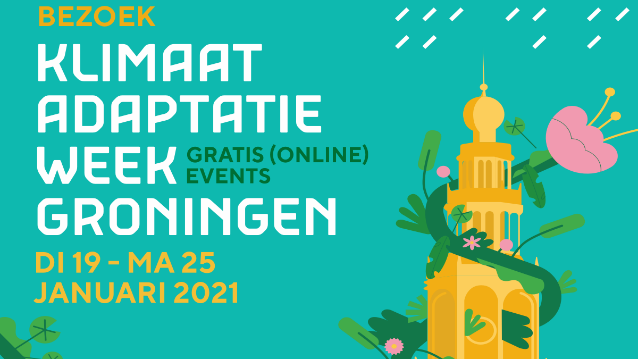 BEZOEK
KLIMAAT
ADAPTATIE
WEEK GRATIS (ONLINE)
EVENTS
GRONINGEN
DI 19 - MA 25
JANUARI 2021